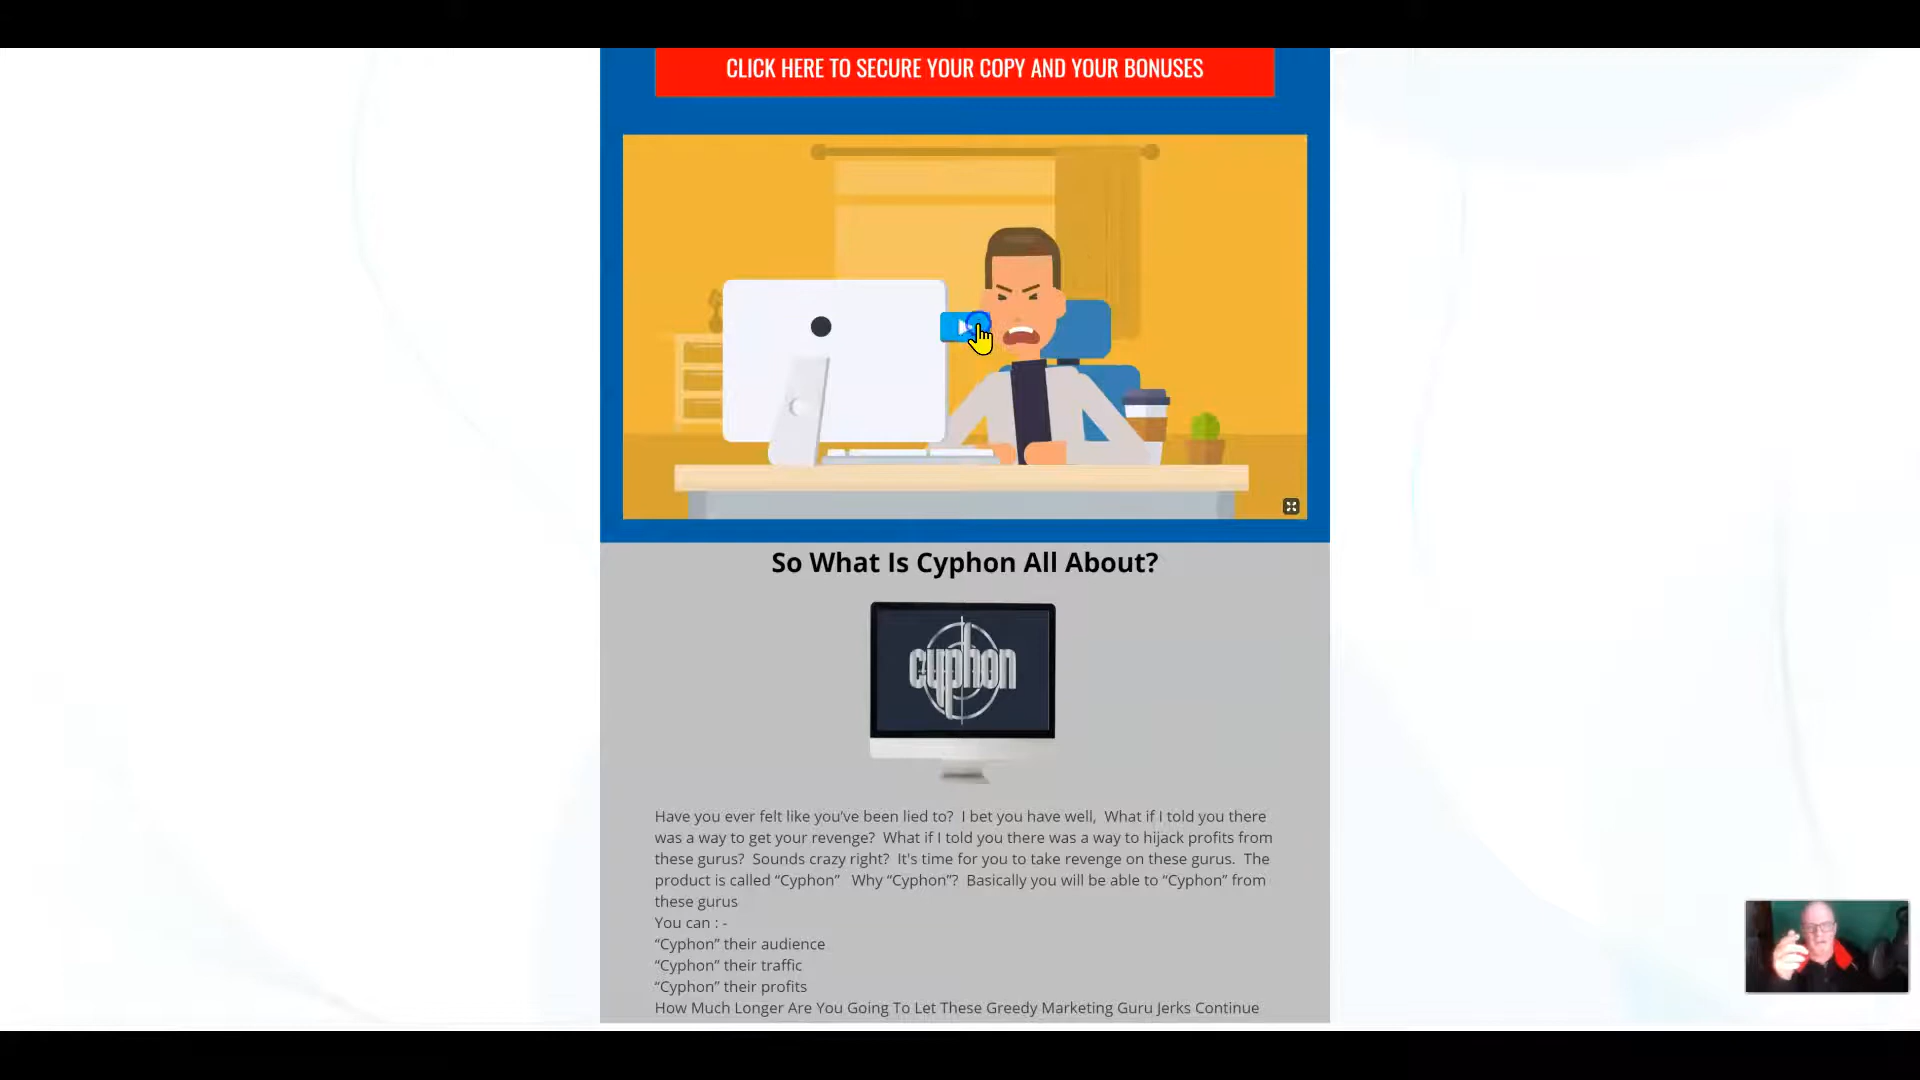 CLICK HERE TO SECURE YOUR COPY AND YOUR BONUSES
So What Is Cyphon All About?
cyphon
Have you ever felt like you’ve been lied to?  I bet you have well,  What if I told you there
was a way to get your revenge?  What if I told you there was a way to hijack profits from
these gurus?  Sounds crazy right?  It's time for you to take revenge on these gurus.  The
product is called “Cyphon”   Why “Cyphon”?  Basically you will be able to “Cyphon” from
these gurus
You can : -
“Cyphon” their audience
“Cyphon” their traffic
“Cyphon” their profits
How Much Longer Are You Going To Let These Greedy Marketing Guru Jerks Continue